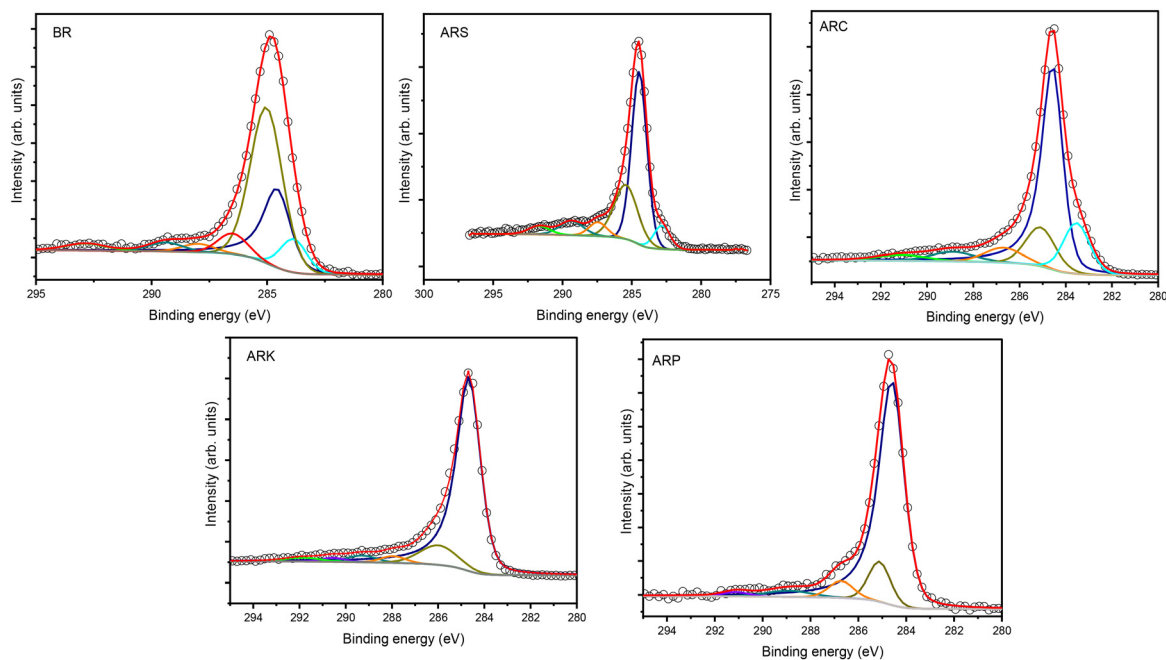 BR
Intensity (arb. units)
295 290 285 280
Binding energy (eV)
ARS
Intensity (arb. units)
300 295 290 285 280 275
Binding energy (eV)
ARC
Intensity (arb. units)
294 292 290 288 286 284 282 280
Binding energy (eV)
ARK
Intensity (arb. units)
294 292 290 288 286 284 282 280
Binding energy (eV)
ARP
Intensity (arb. units)
294 292 290 288 286 284 282 280
Binding energy (eV)